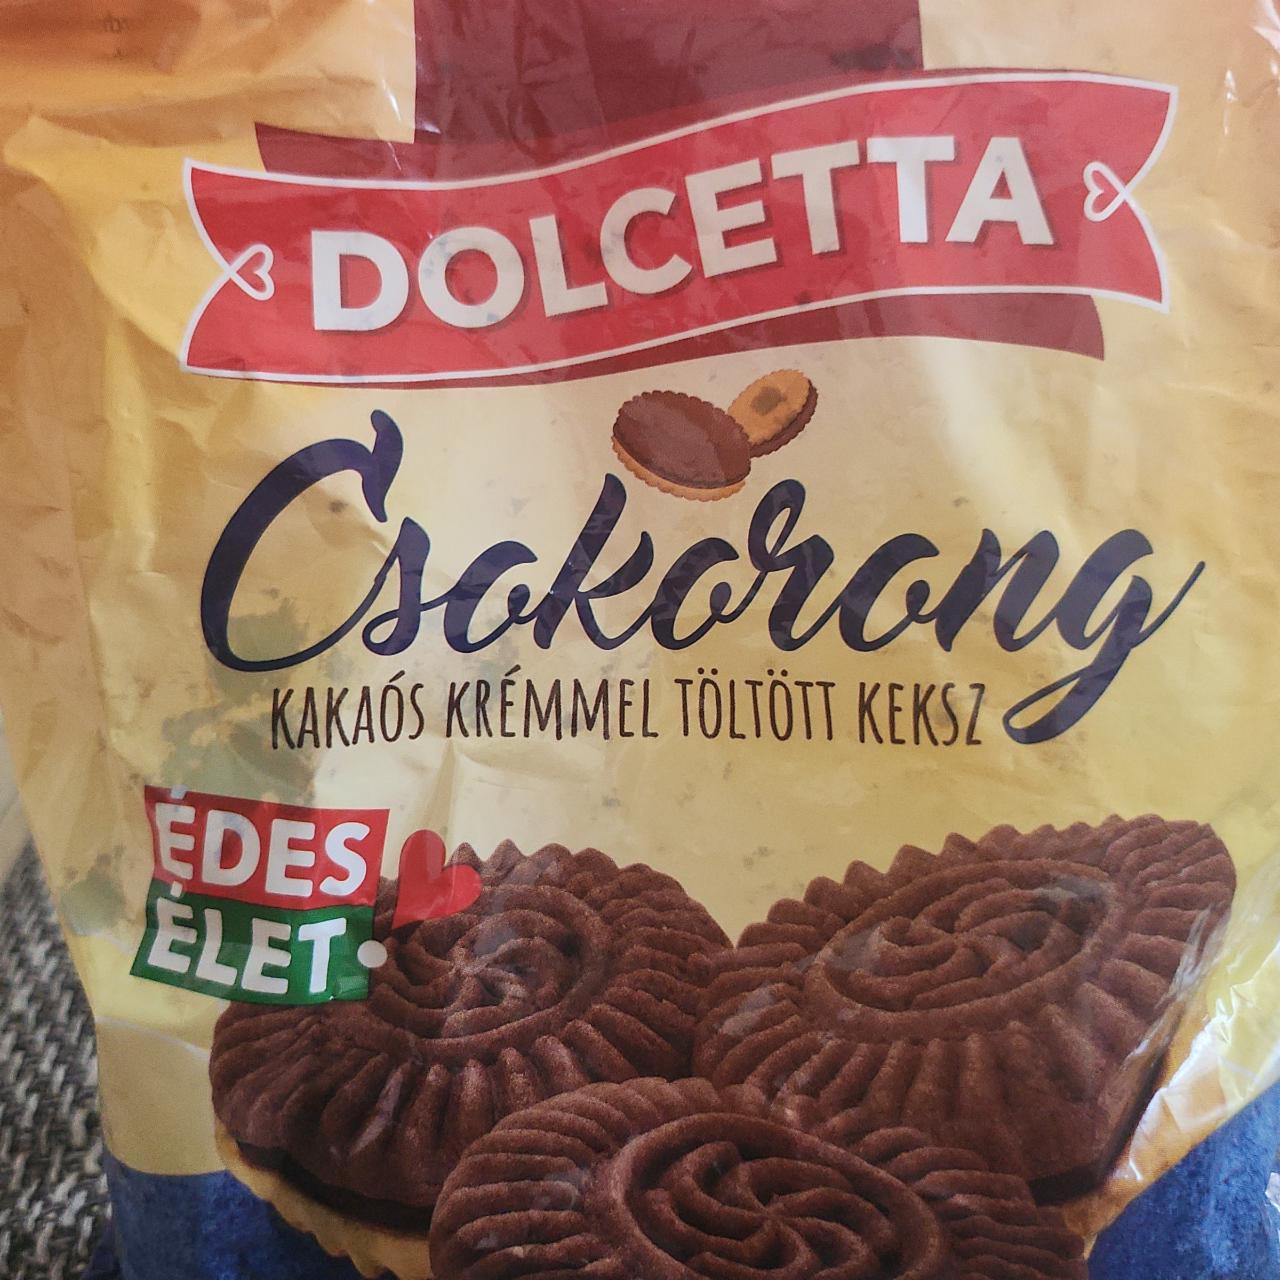 DOLCETTA
Csokorong
KAKAÓS KRÉMMEL TÖLTÖTT KEKSZ
ÉDES
ÉLET